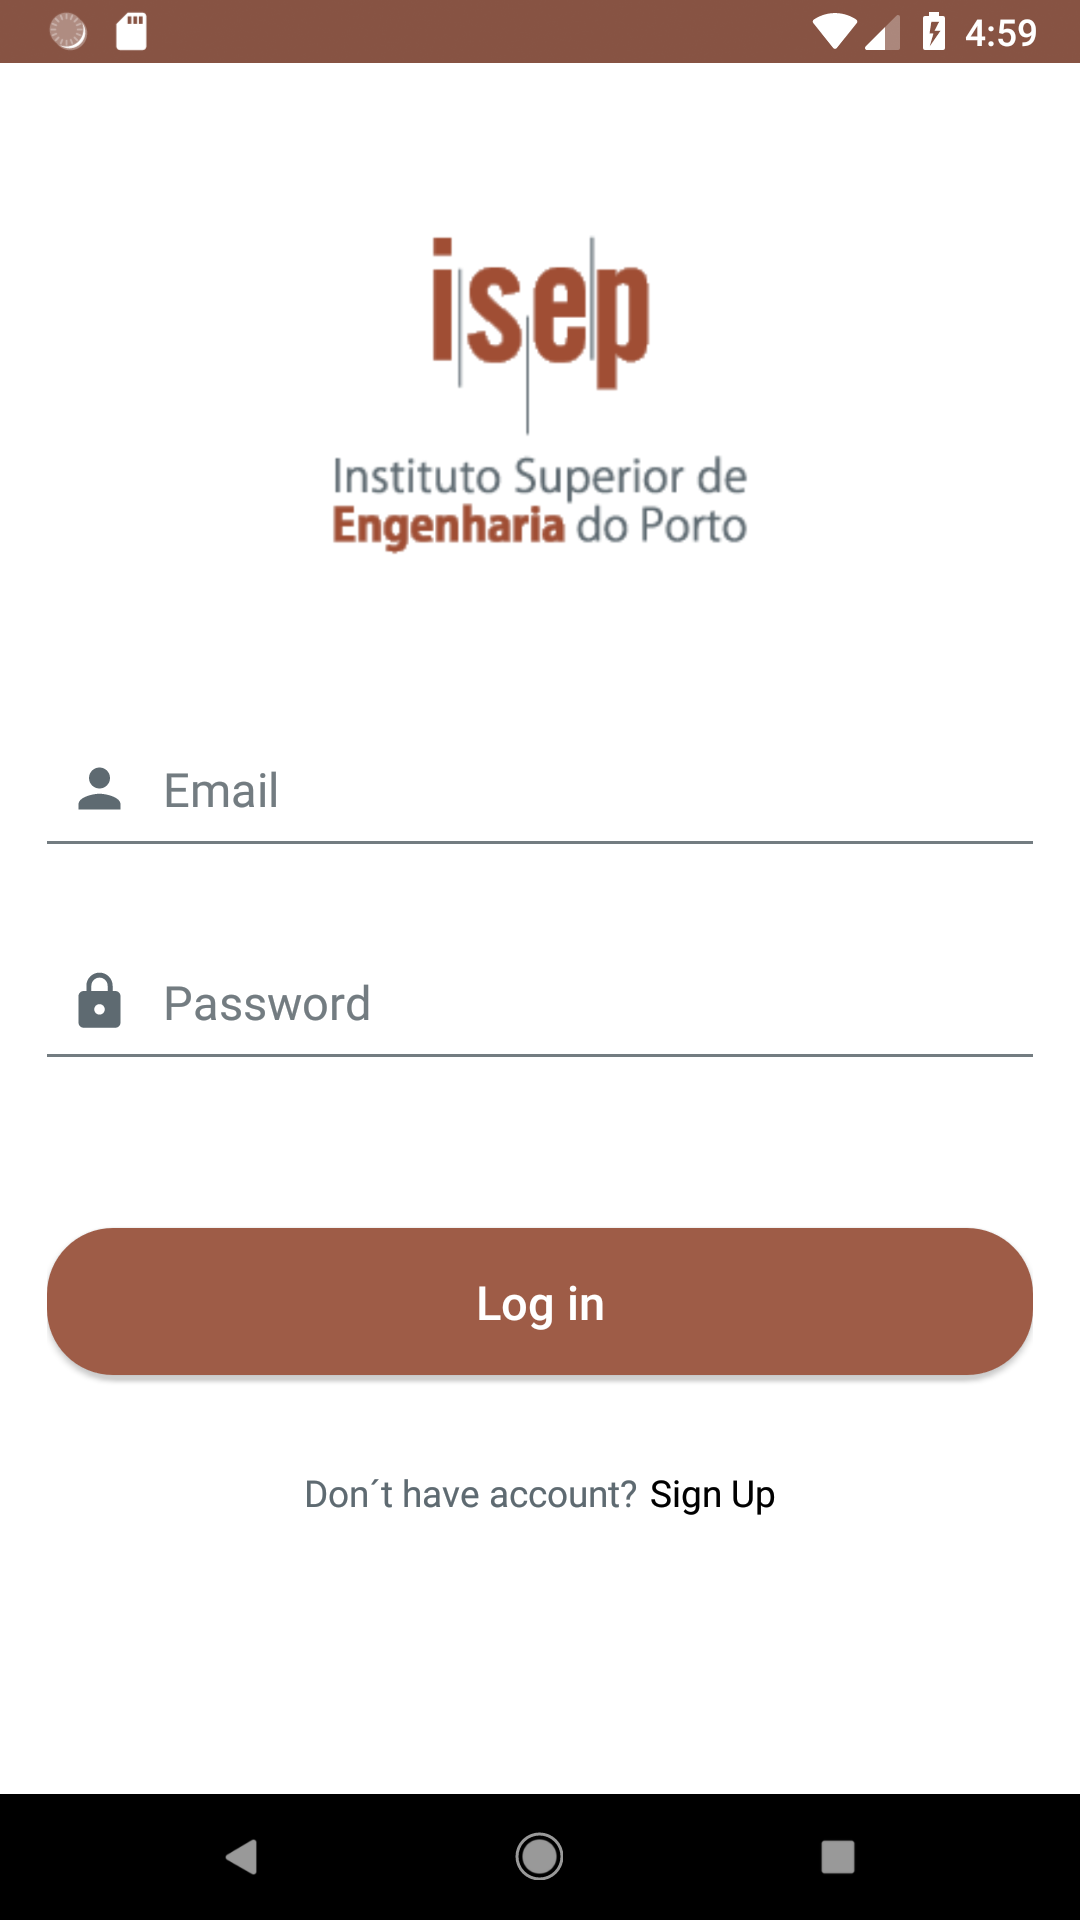 4:59
isep
Instituto Superior de
Engenharia do Porto
Email
Password
Log in
Don´t have account? Sign Up